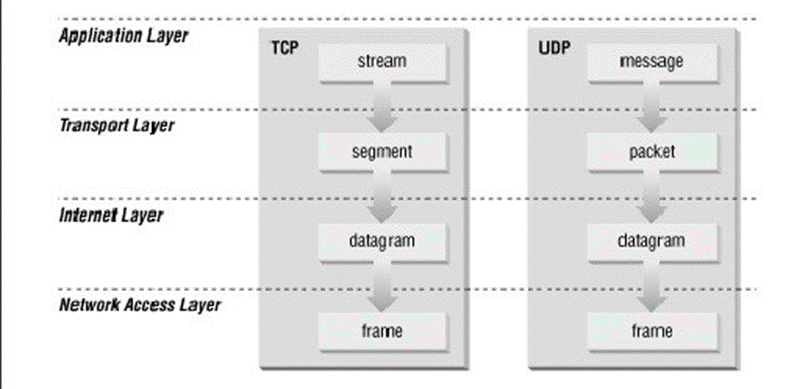 Application Layer
TCP
stream
UDP
message
Transport Layer
segment
packet
Internet Layer
datagram
datagram
Network Access Layer
frame
frame